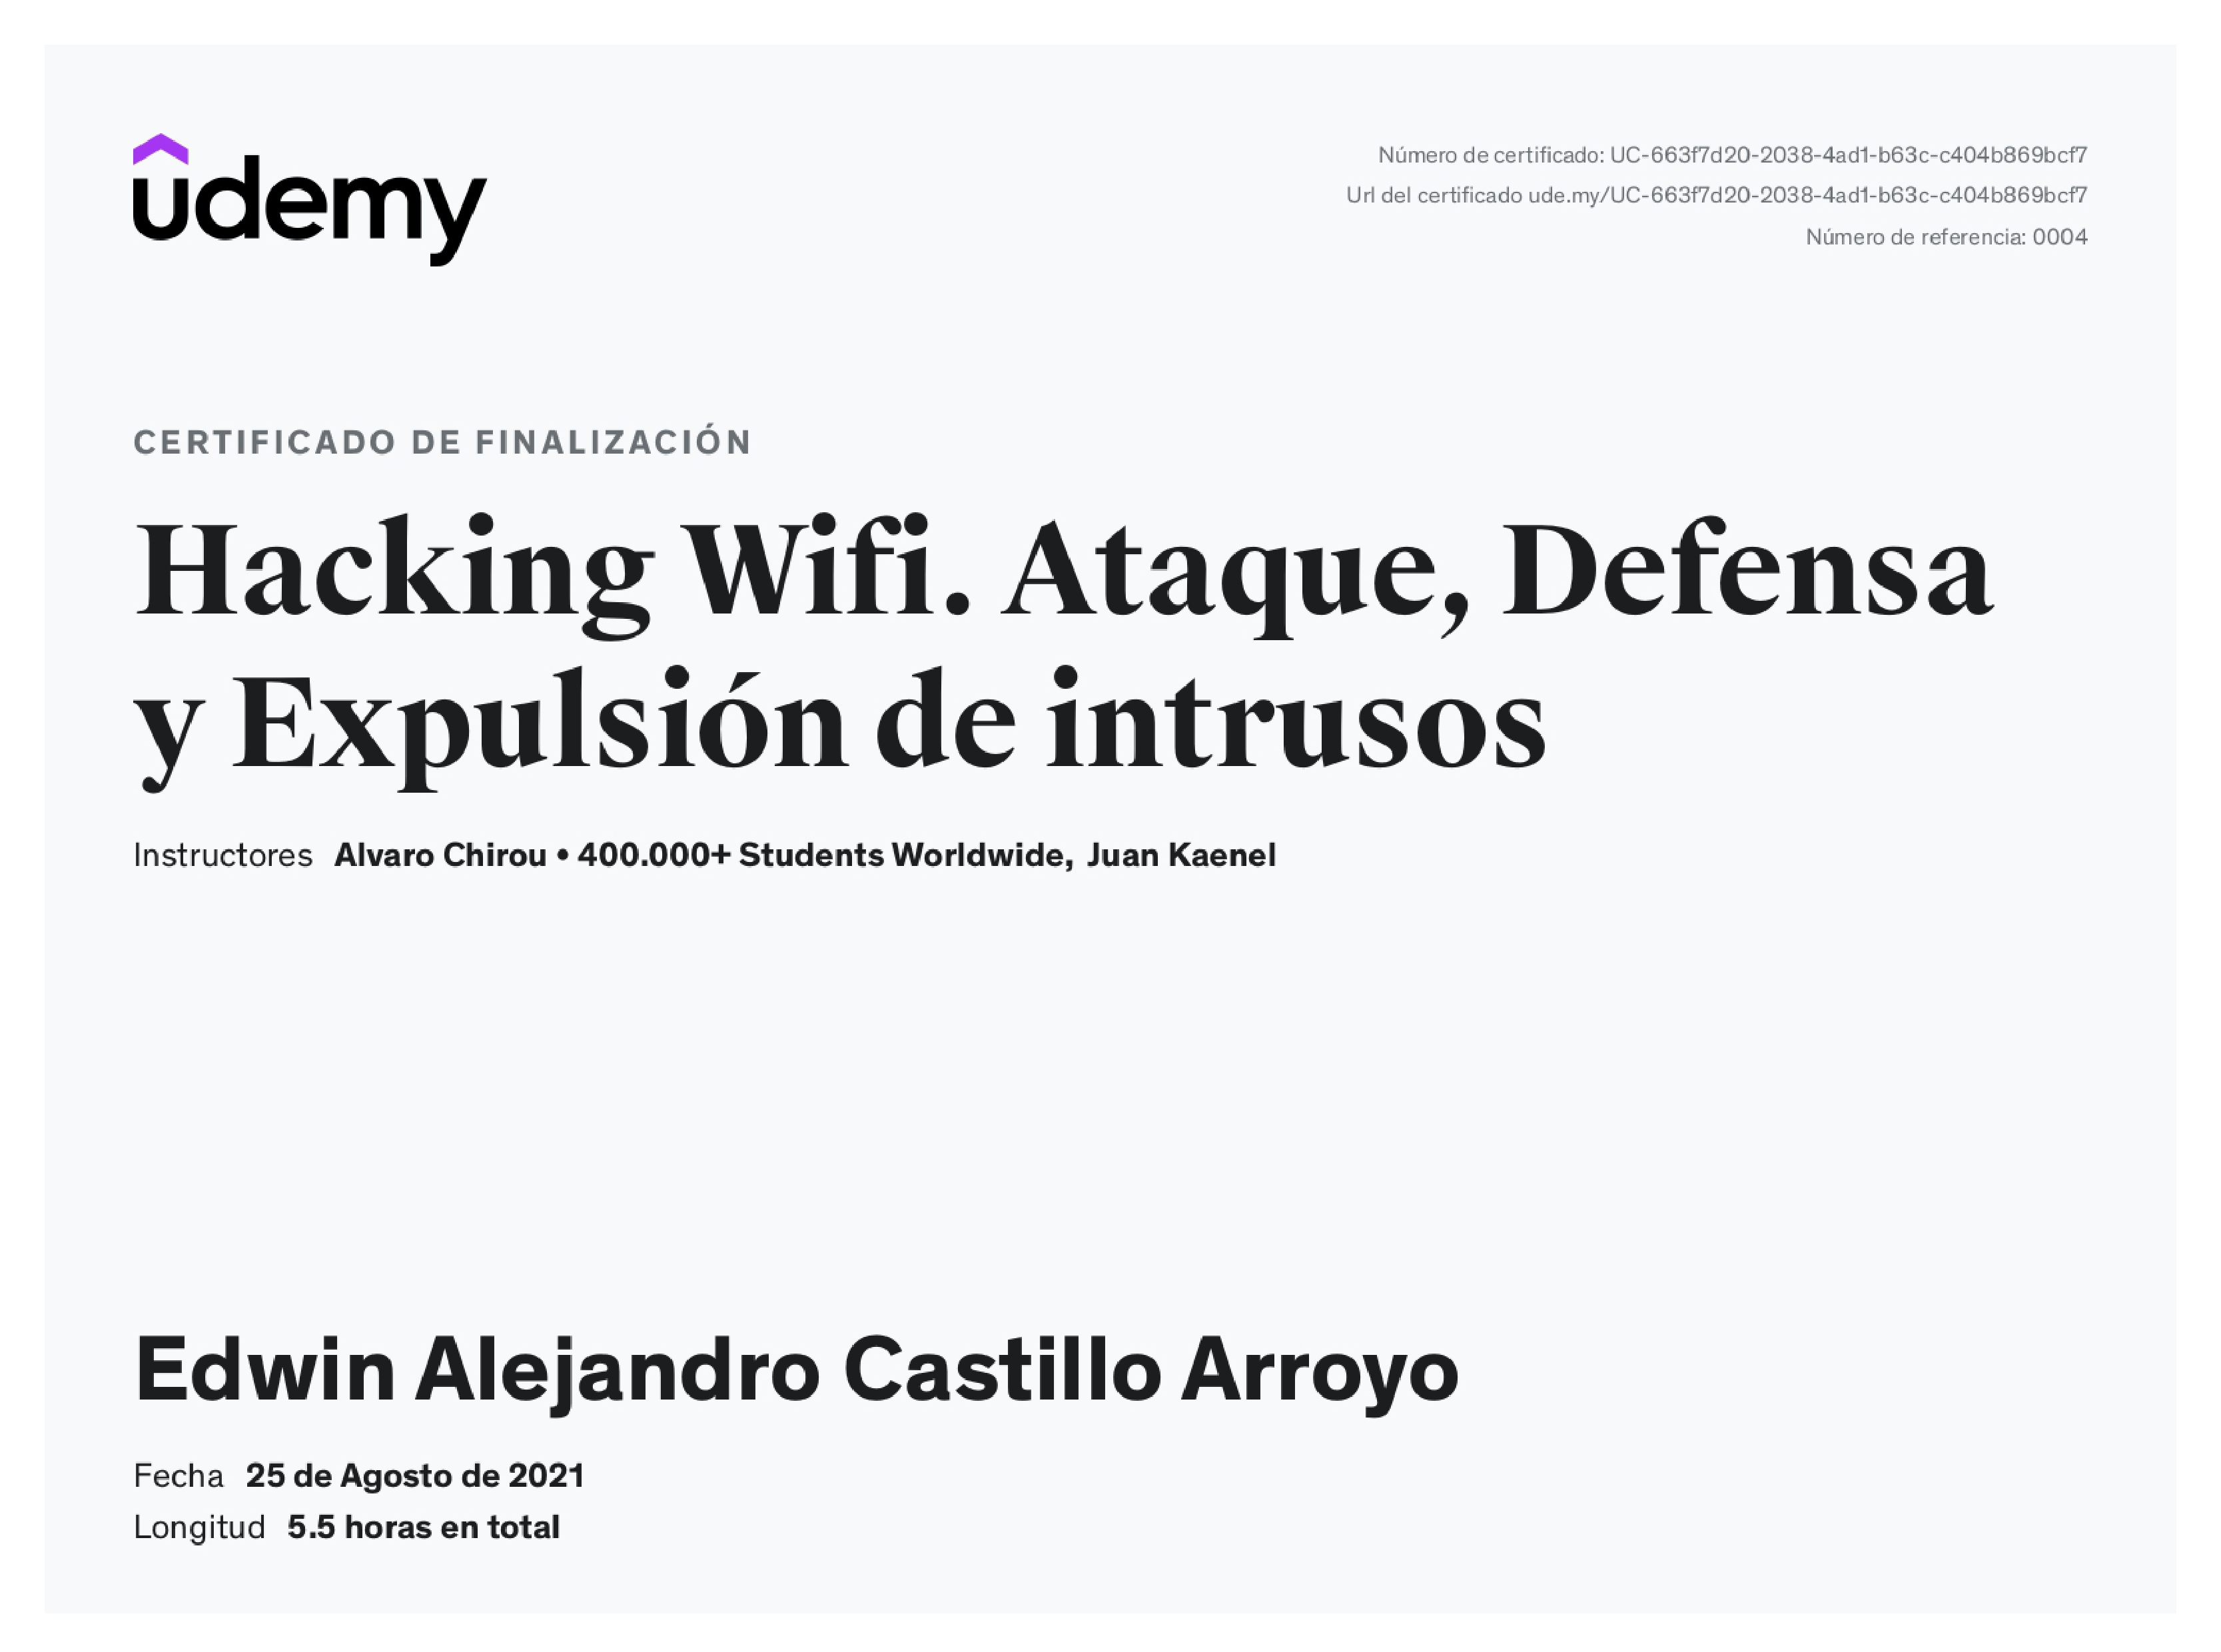 udemy
Número de certificado: UC-663f7d20-2038-4ad1-b63c-c404b869bcf7
Url del certificado ude.my/UC-663f7d20-2038-4ad1-b63c-c404b869bcf7
Número de referencia: 0004
CERTIFICADO DE FINALIZACIÓN
Hacking Wifi. Ataque, Defensa
y Expulsión de intrusos
Instructores Alvaro Chirou • 400.000+ Students Worldwide, Juan Kaenel
Edwin Alejandro Castillo Arroyo
Fecha 25 de Agosto de 2021
Longitud 5.5 horas en total